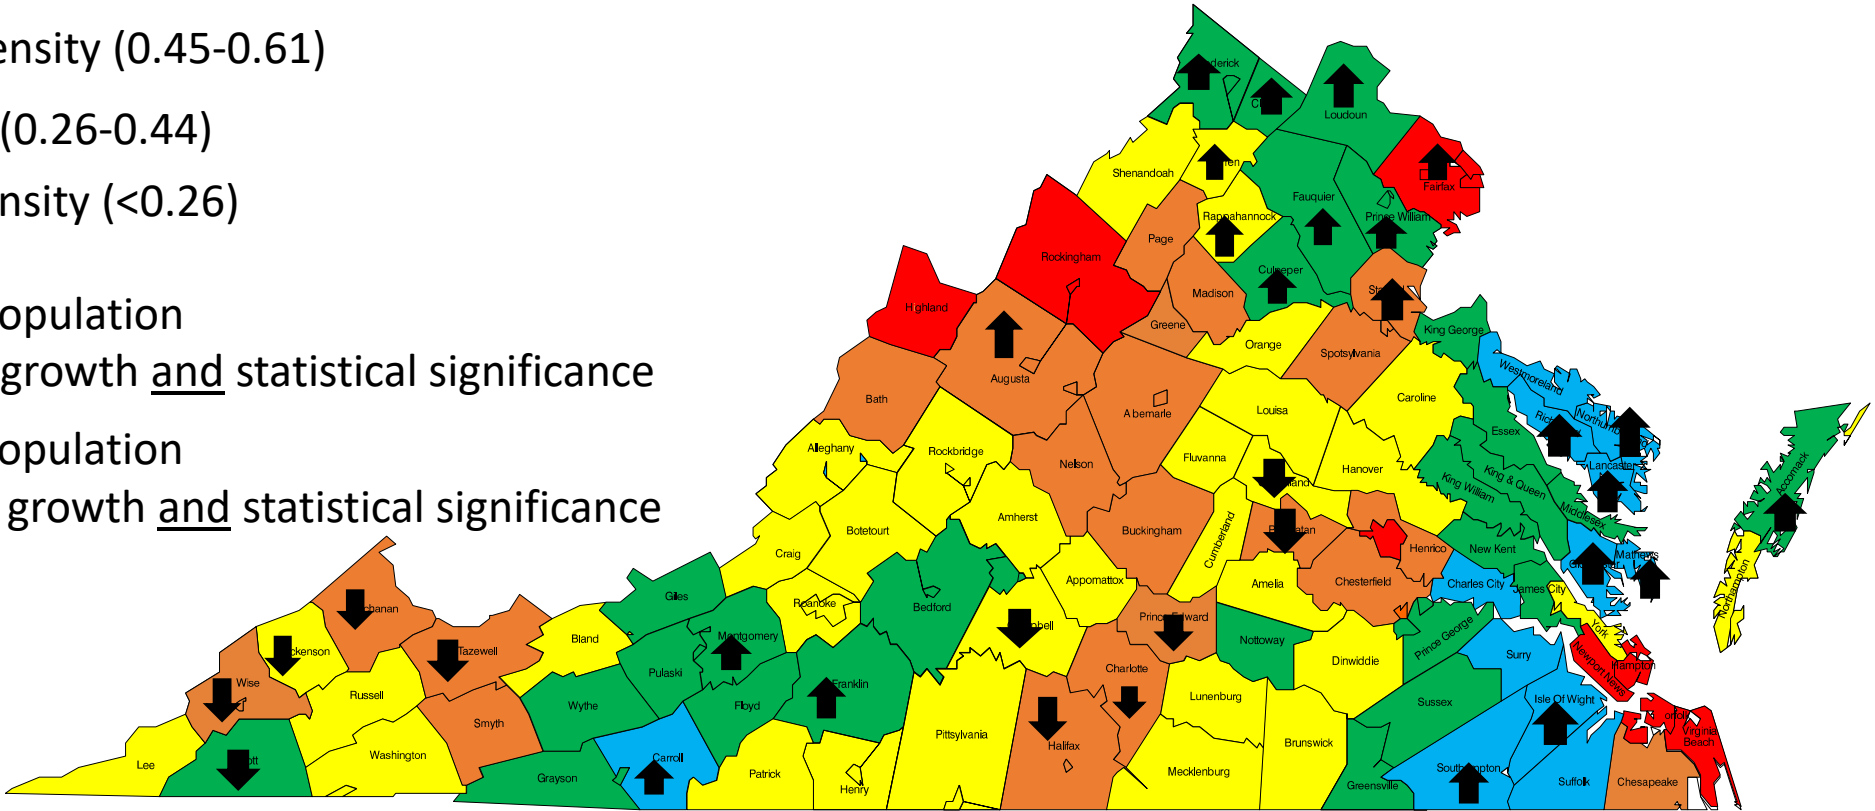 ensity (0.45-0.61)
(0.26-0.44)
nsity (<0.26)
opulation
growth and statistical significance
opulation
growth and statistical significance
Loudoun
Fairfax
Shenandoah
Fauquier
Rappahannock
Prince William
Page
Rockingham
Culpeper
Madison
Highland
Greene
King George
Orange
Spotsylvania
Augusta
Westmoreland
Bath
Albemarle
Louisa
Caroline
Essex
Alleghany
Rockbridge
Nelson
Fluvanna
Hanover
Lancaster
King & Queen
King William
Accomack
Middlesex
Amherst
Botetourt
Buckingham
Cumberland
Craig
Henrico
New Kent
Mathews
Appomattox
Amelia
Chesterfield
Charles City
James City
Northampton
Giles
Roanoke
Bedford
Prince Edward
Bland
Montgomery
Nottoway
Prince George
York
Tazewell
Pulaski
Dinwiddie
Surry
Newport News
Hampton
Wise
Russell
Charlotte
Franklin
Lunenburg
Wythe
Floyd
Sussex
Isle Of Wight
Smyth
Pittsylvania
Halifax
Brunswick
Virginia
Beach
Lee
Washington
Carroll
Grayson
Patrick
Henry
Mecklenburg
Greensville
Southampton
Suffolk
Chesapeake